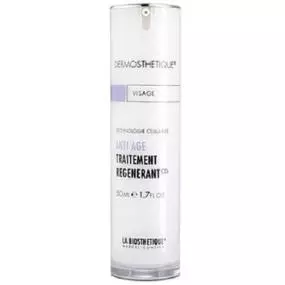 DERMOSTHETIQUE®
VISAGE
TECHNOLOGIE CELLULAIRE
ANTI AGE
TRAITEMENT
REGENERANT
50ML e 1,7FL.OZ
LA BIOSTHETIQUE®